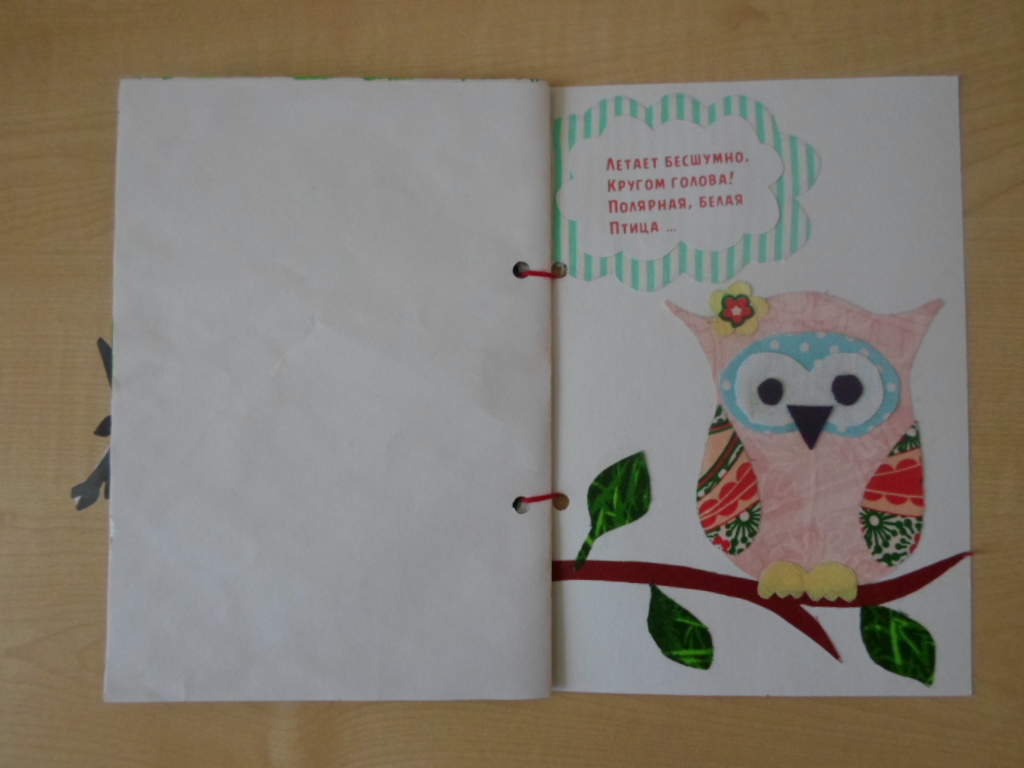 Летает бесшумно,
Кругом голова!
Полярная, белая
Птица ...